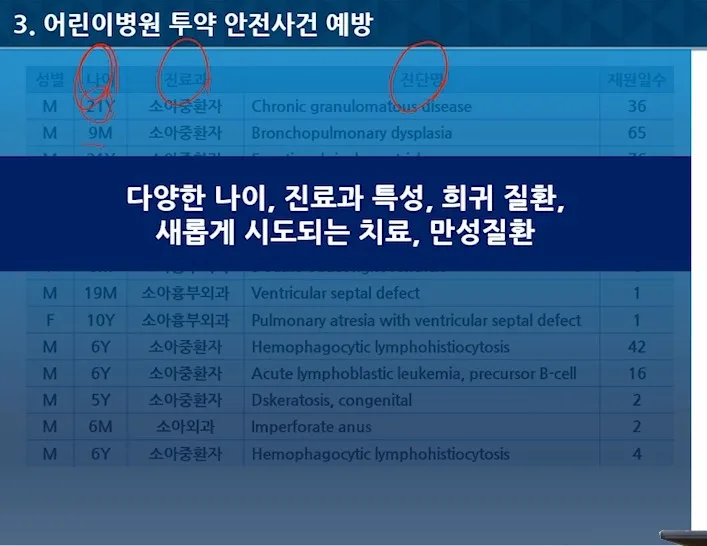 3. 어린이병원 투약 안전사건 예방
성별 나이 진료과 진단명 재원일수
M 21Y 소아중환자 Chronic granulomatous disease 36
M 9M 소아중환자 Bronchopulmonary dysplasia 65
다양한 나이, 진료과 특성, 희귀 질환,
새롭게 시도되는 치료, 만성질환
M 19M 소아흉부외과 Ventricular septal defect 1
F 10Y 소아흉부외과 Pulmonary atresia with ventricular septal defect 1
M 6Y 소아중환자 Hemophagocytic lymphohistiocytosis 42
M 6Y 소아중환자 Acute lymphoblastic leukemia, precursor B-cell 16
M 5Y 소아중환자 Dskeratosis, congenital 2
M 6M 소아외과 Imperforate anus 2
M 6Y 소아중환자 Hemophagocytic lymphohistiocytosis 4